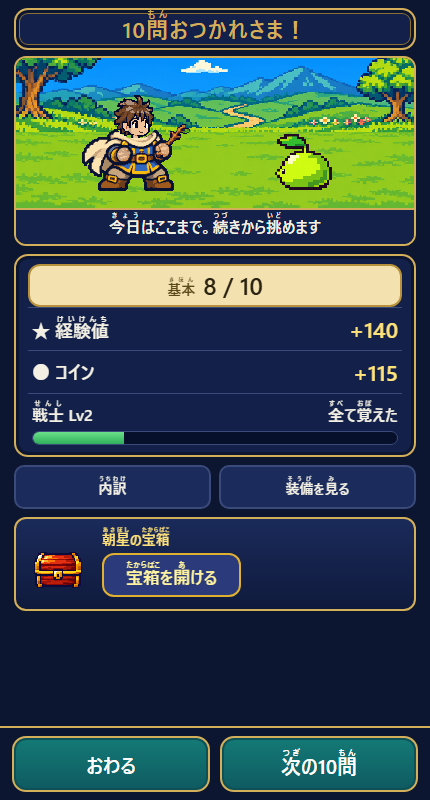 10問おつかれさま！
今日はここまで。続きから挑めます
基本 8 / 10
★ 経験値 +140
● コイン +115
戦士 Lv2 全て覚えた
内訳 装備を見る
朝星の宝箱
宝箱を開ける
おわる 次の10問